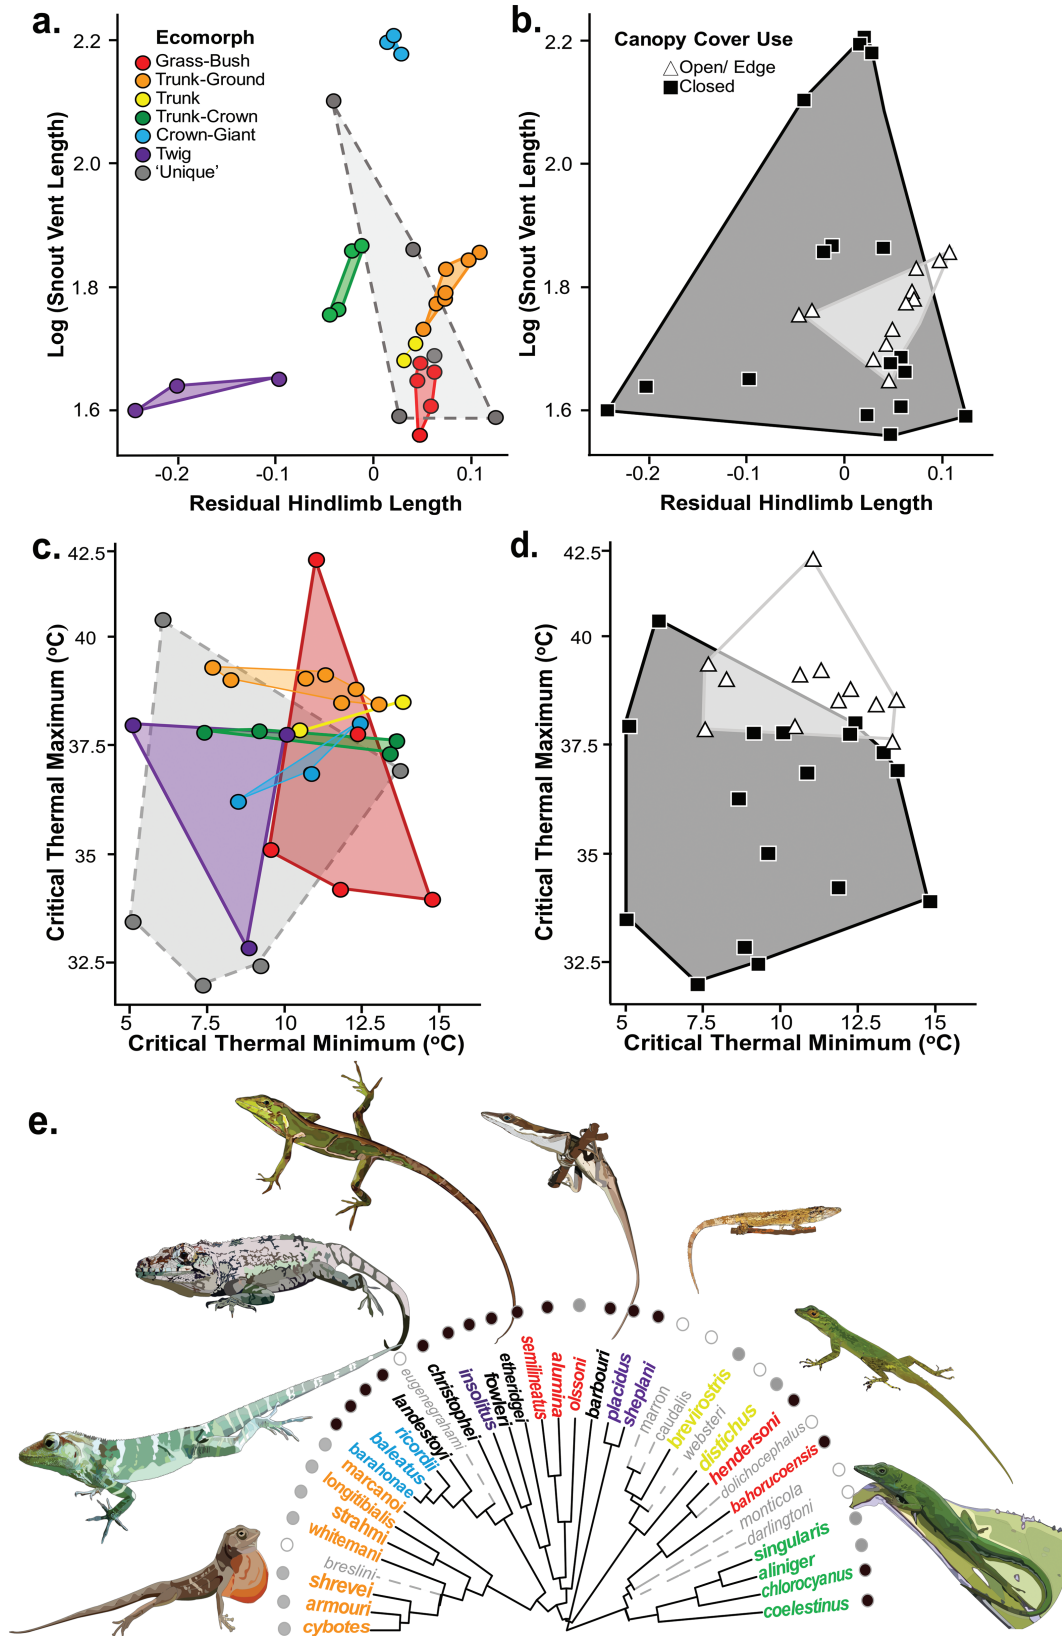 a.
Ecomorph
Grass-Bush
Trunk-Ground
Trunk
Trunk-Crown
Crown-Giant
Twig
‘Unique’
2.2
2.0
1.8
1.6
Log (Snout Vent Length)
-0.2
-0.1
0
0.1
Residual Hindlimb Length
b.
Canopy Cover Use
Open/ Edge
Closed
2.2
2.0
1.8
1.6
Log (Snout Vent Length)
-0.2
-0.1
0
0.1
Residual Hindlimb Length
c.
42.5
40
37.5
35
32.5
Critical Thermal Maximum (ºC)
5
7.5
10
12.5
15
Critical Thermal Minimum (ºC)
d.
42.5
40
37.5
35
32.5
Critical Thermal Maximum (ºC)
5
7.5
10
12.5
15
Critical Thermal Minimum (ºC)
e.
cybotes
armouri
shrevei
breslini
whitemani
strahmi
longitibialis
marcanoi
barahonae
baleatus
ricordii
landestoyi
eugenegrahami
christophei
insolitus
fowleri
etheridgei
semilineatus
alumina
olssoni
barbouri
placidus
sheplani
marron
caudalis
brevirostris
websteri
distichus
hendersoni
dolichocephalus
bahorucoensis
monticola
darlingtoni
singularis
aliniger
chlorocyanus
coelestinus